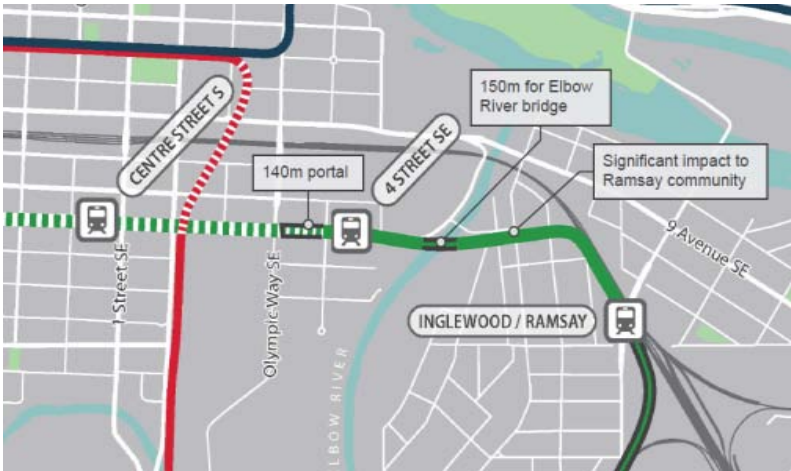 150m for Elbow
River bridge
CENTRE STREET S
4 STREET SE
140m portal
Significant impact to
Ramsay community
9 Avenue SE
1 Street SE
Olympic Way SE
INGLEWOOD / RAMSAY
LBOW RIVER